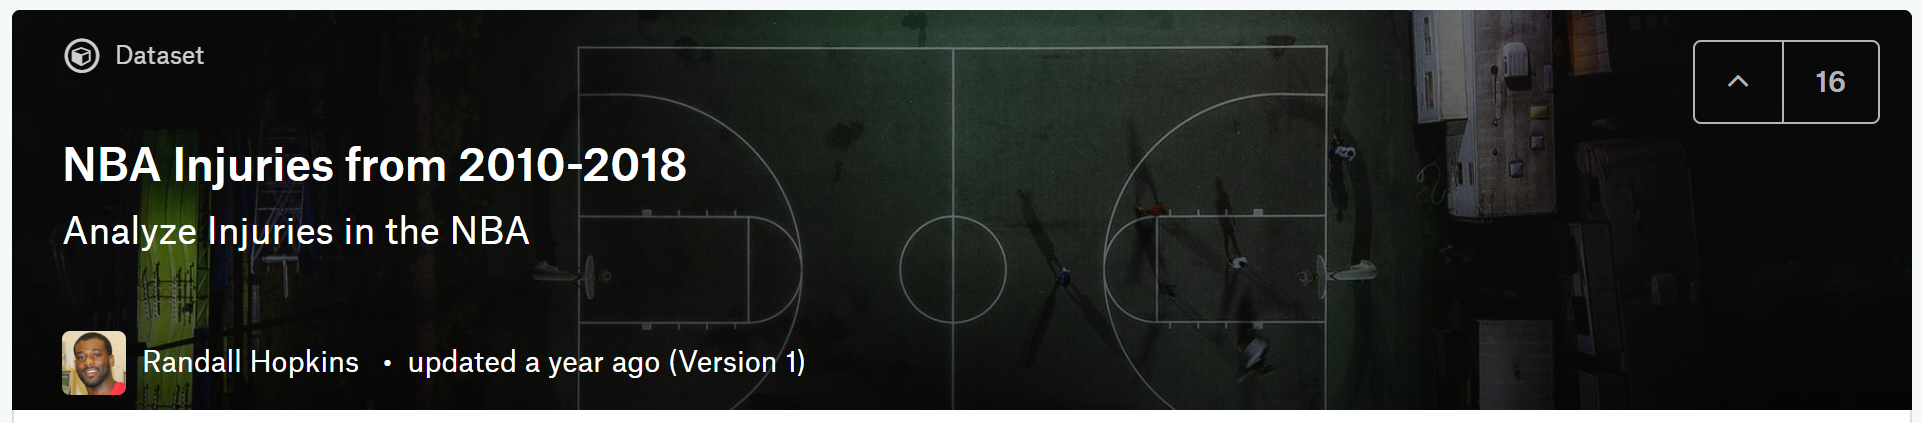 Dataset
16
NBA Injuries from 2010-2018
Analyze Injuries in the NBA
Randall Hopkins • updated a year ago (Version 1)